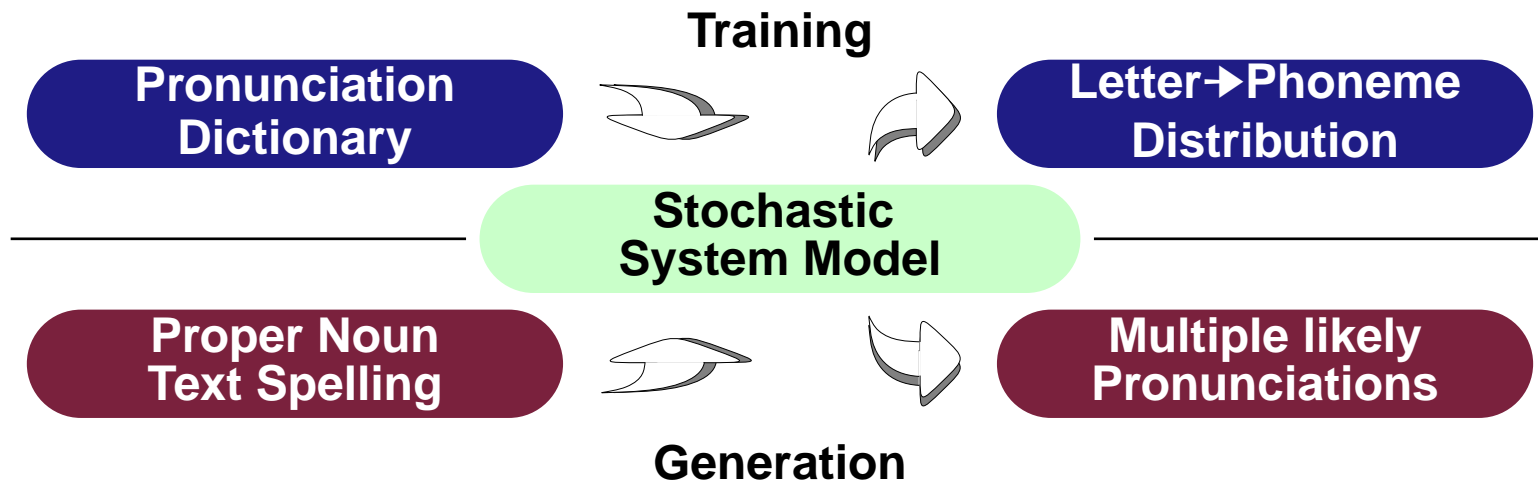 Training
Pronunciation
Dictionary
Letter→Phoneme
Distribution
Stochastic
System Model
Proper Noun
Text Spelling
Multiple likely
Pronunciations
Generation